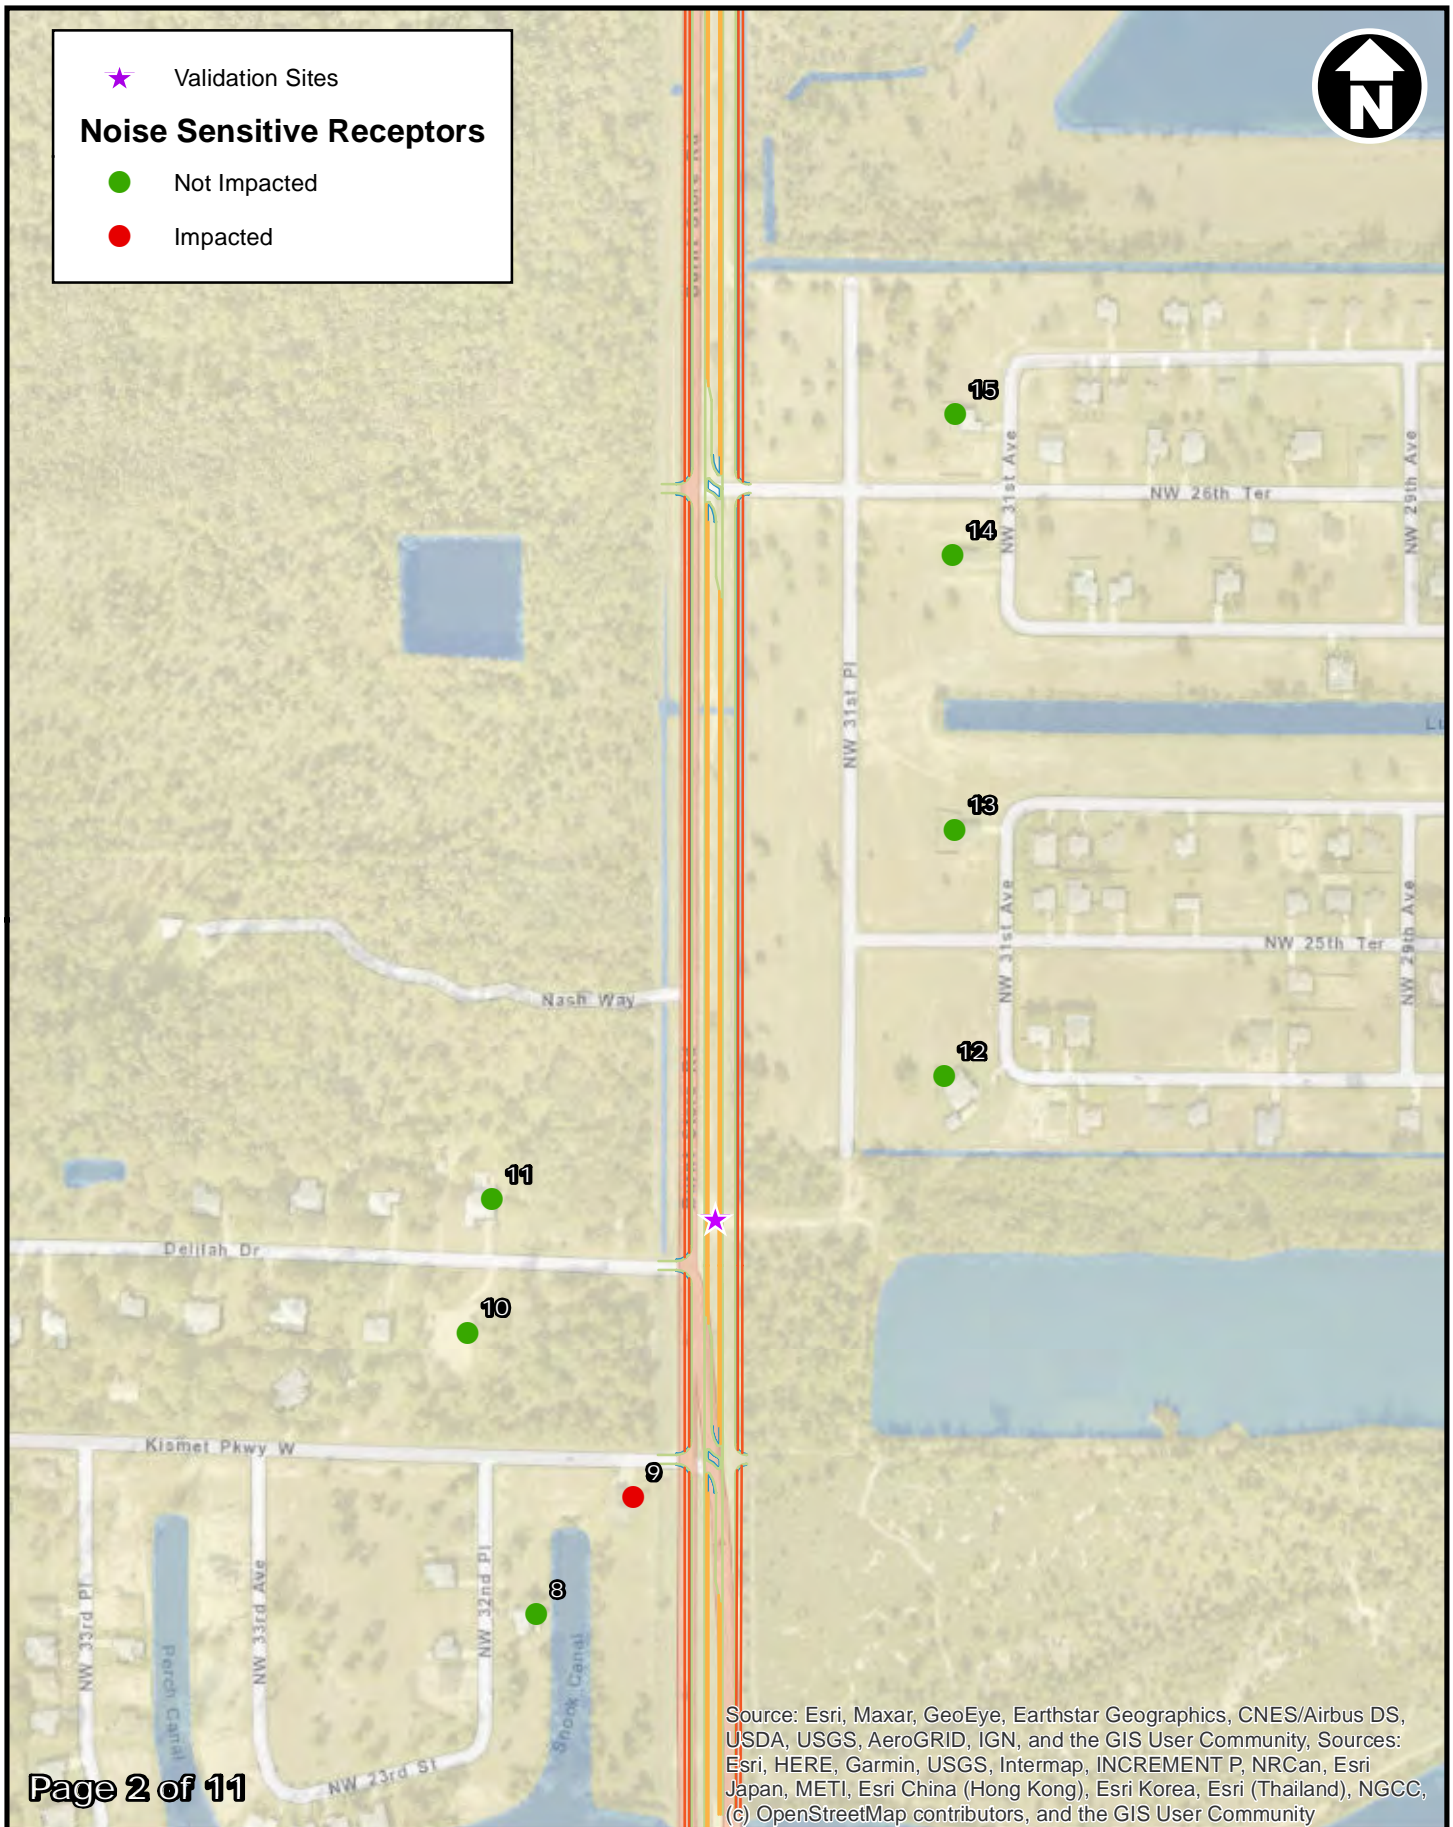 Validation Sites
Noise Sensitive Receptors
Not Impacted
Impacted
N
15
NW 31st Ave
NW 26th Ter
NW 29th Ave
14
NW 31st Pl
13
NW 31st Ave
NW 25th Ter
NW 29th Ave
Nash Way
12
11
Delilah Dr
10
Kismet Pkwy W
9
8
NW 33rd Pl
NW 33rd Ave
NW 32nd Pl
Perch Canal
Snook Canal
NW 23rd St
Page 2 of 11
Source: Esri, Maxar, GeoEye, Earthstar Geographics, CNES/Airbus DS,
USDA, USGS, AeroGRID, IGN, and the GIS User Community, Sources:
Esri, HERE, Garmin, USGS, Intermap, INCREMENT P, NRCan, Esri
Japan, METI, Esri China (Hong Kong), Esri Korea, Esri (Thailand), NGCC,
(c) OpenStreetMap contributors, and the GIS User Community